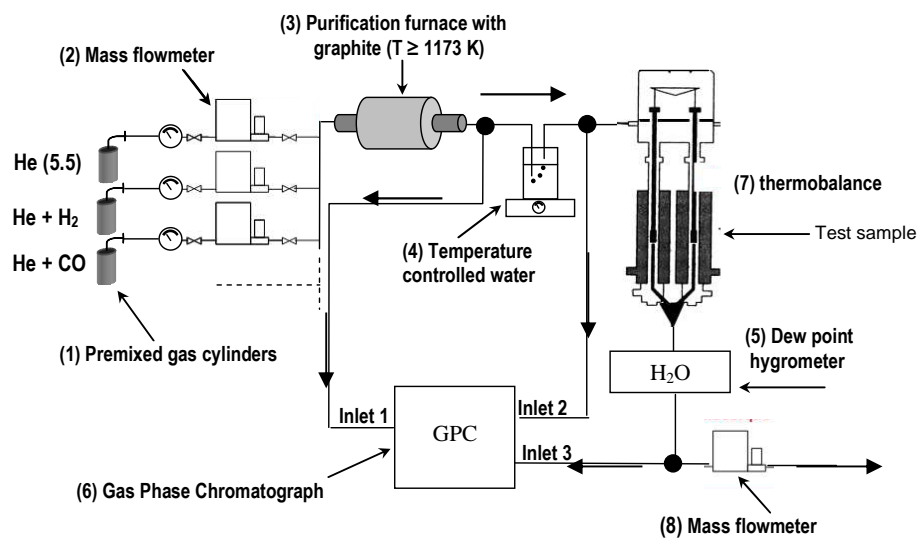 (3) Purification furnace with
graphite (T ≥ 1173 K)
(2) Mass flowmeter
He (5.5)
He + H₂
He + CO
(1) Premixed gas cylinders
(4) Temperature
controlled water
(7) thermobalance
Test sample
(5) Dew point
hygrometer
H₂O
Inlet 1
Inlet 2
GPC
Inlet 3
(6) Gas Phase Chromatograph
(8) Mass flowmeter